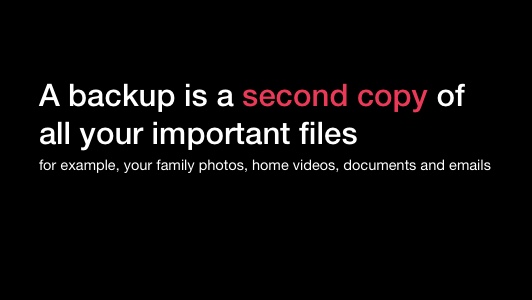 A backup is a second copy of
all your important files
for example, your family photos, home videos, documents and emails